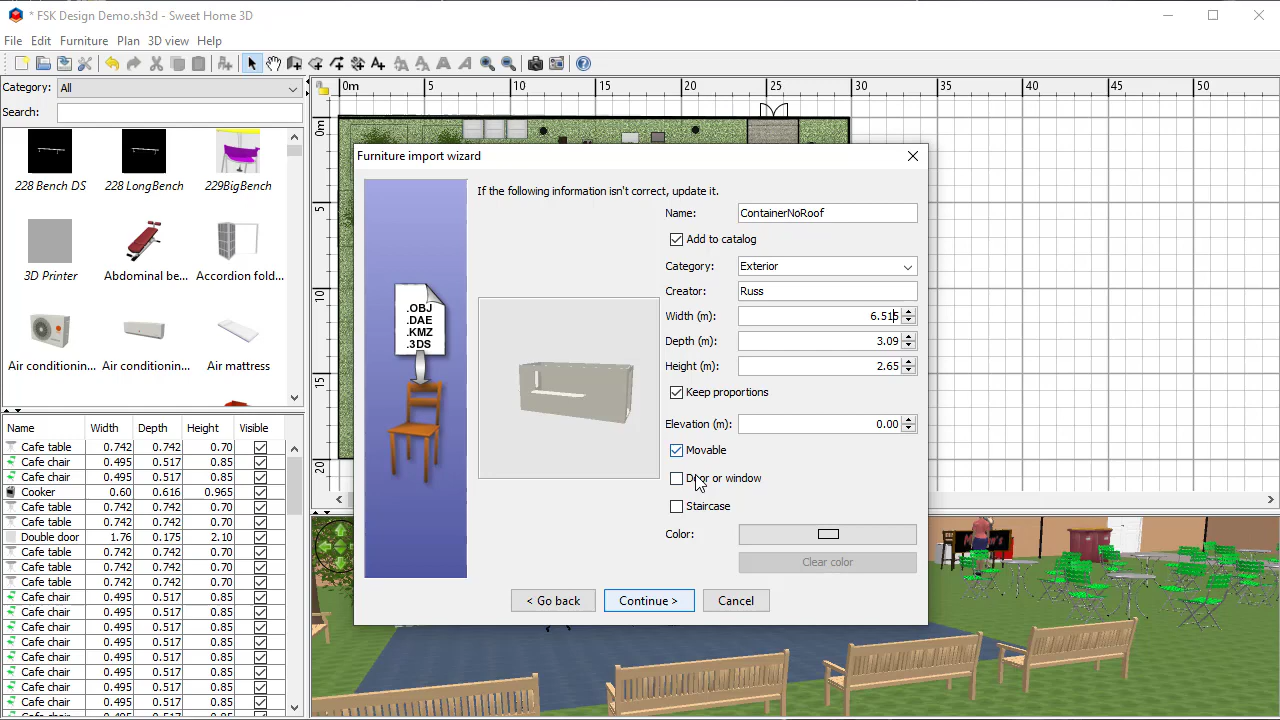 * FSK Design Demo.sh3d - Sweet Home 3D
File Edit Furniture Plan 3D view Help
Category: All
Search:
228 Bench DS 228 LongBench 229BigBench
3D Printer Abdominal be... Accordion fold...
Air conditionin... Air conditionin... Air mattress
0m 5 10 15 20 25 30 35 40 45 50
0m
5
10
15
20
Name Width Depth Height Visible
Cafe table 0.742 0.742 0.70
Cafe chair 0.495 0.517 0.85
Cafe chair 0.495 0.517 0.85
Cooker 0.60 0.616 0.965
Cafe table 0.742 0.742 0.70
Cafe table 0.742 0.742 0.70
Double door 1.76 0.175 2.10
Cafe table 0.742 0.742 0.70
Cafe table 0.742 0.742 0.70
Cafe table 0.742 0.742 0.70
Cafe chair 0.495 0.517 0.85
Cafe chair 0.495 0.517 0.85
Cafe chair 0.495 0.517 0.85
Cafe chair 0.495 0.517 0.85
Cafe chair 0.495 0.517 0.85
Cafe chair 0.495 0.517 0.85
Cafe chair 0.495 0.517 0.85
Cafe chair 0.495 0.517 0.85
Furniture import wizard
If the following information isn't correct, update it.
.OBJ
.DAE
.KMZ
.3DS
Name: ContainerNoRoof
Add to catalog
Category: Exterior
Creator: Russ
Width (m): 6.515
Depth (m): 3.09
Height (m): 2.65
Keep proportions
Elevation (m): 0.00
Movable
Door or window
Staircase
Color:
Clear color
< Go back Continue > Cancel